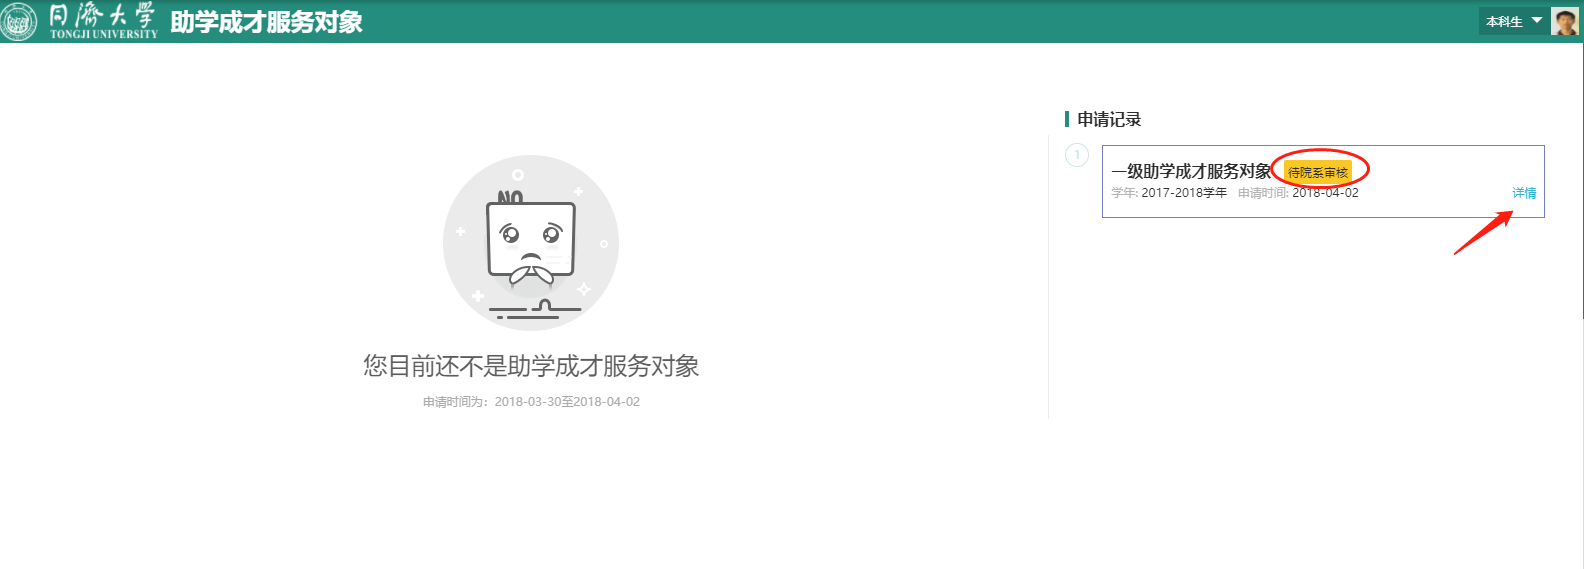 同濟大学
TONGJI UNIVERSITY
助学成才服务对象
本科生
NO
您目前还不是助学成才服务对象
申请时间为：2018-03-30至2018-04-02
申请记录
1
一级助学成才服务对象 待院系审核
学年: 2017-2018学年 申请时间: 2018-04-02
详情